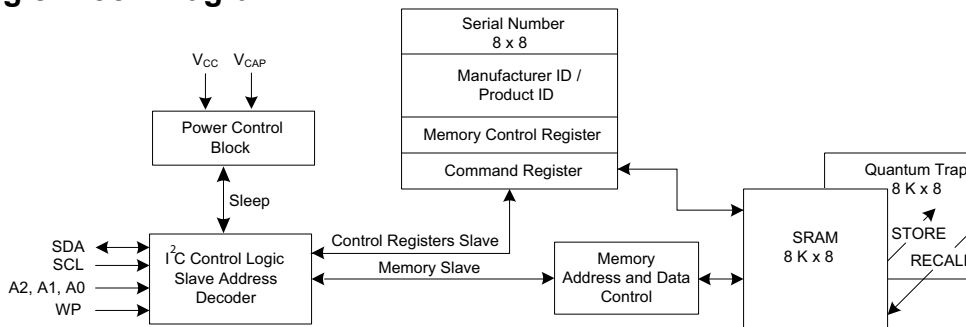 Serial Number
8 x 8
Manufacturer ID /
Product ID
Memory Control Register
Command Register
VCC
VCAP
Power Control
Block
Sleep
Quantum Trap
8 K x 8
STORE
RECALL
SRAM
8 K x 8
SDA
SCL
A2, A1, A0
WP
I2C Control Logic
Slave Address
Decoder
Control Registers Slave
Memory Slave
Memory
Address and Data
Control